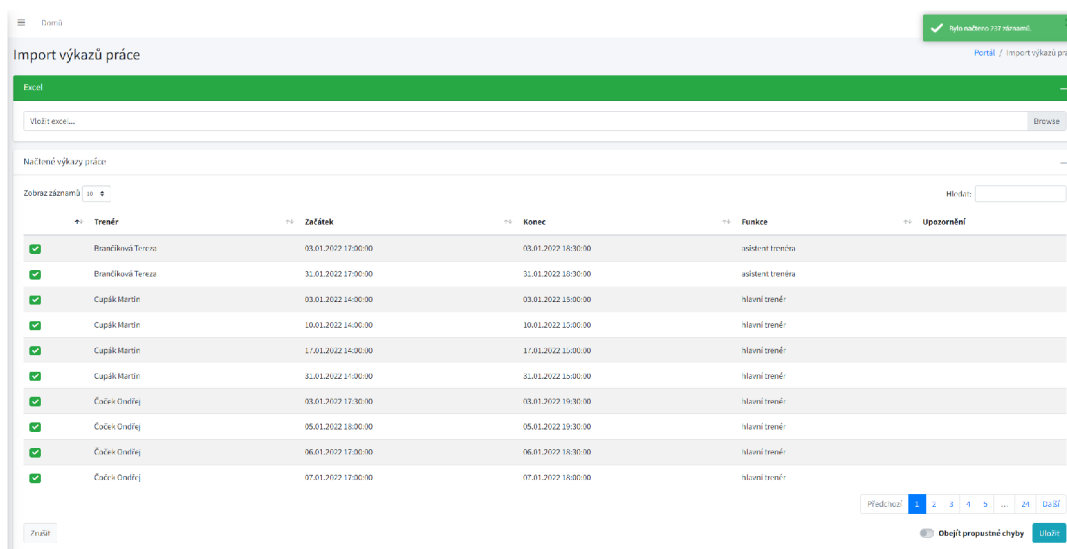 Domů
Bylo načteno 237 záznamů.
Import výkazů práce
Portál / Import výkazů prá
Excel
Vložit excel...
Browse
Načtené výkazy práce
Zobraz záznamů 10
Hledat:
Trenér Začátek Konec Funkce Upozornění
Brančíková Tereza 03.01.2022 17:00:00 03.01.2022 18:30:00 asistent trenéra
Brančíková Tereza 31.01.2022 17:00:00 31.01.2022 18:30:00 asistent trenéra
Cupák Martin 03.01.2022 14:00:00 03.01.2022 15:00:00 hlavní trenér
Cupák Martin 10.01.2022 14:00:00 10.01.2022 15:00:00 hlavní trenér
Cupák Martin 17.01.2022 14:00:00 17.01.2022 15:00:00 hlavní trenér
Cupák Martin 31.01.2022 14:00:00 31.01.2022 15:00:00 hlavní trenér
Čoček Ondřej 03.01.2022 17:30:00 03.01.2022 19:30:00 hlavní trenér
Čoček Ondřej 05.01.2022 18:00:00 05.01.2022 19:30:00 hlavní trenér
Čoček Ondřej 06.01.2022 17:00:00 06.01.2022 18:30:00 hlavní trenér
Čoček Ondřej 07.01.2022 17:00:00 07.01.2022 18:00:00 hlavní trenér
Předchozí 1 2 3 4 5 ... 24 Další
Zrušit
Obejít propustné chyby
Uložit